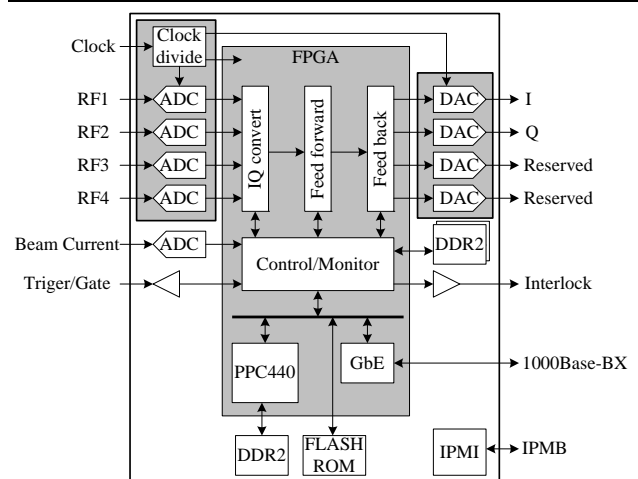 Clock
Clock
divide
FPGA
RF1
ADC
DAC
I
RF2
ADC
DAC
Q
RF3
ADC
DAC
Reserved
RF4
ADC
DAC
Reserved
IQ convert
Feed forward
Feed back
Beam Current
ADC
DDR2
Control/Monitor
Triger/Gate
Interlock
PPC440
GbE
1000Base-BX
DDR2
FLASH
ROM
IPMI
IPMB